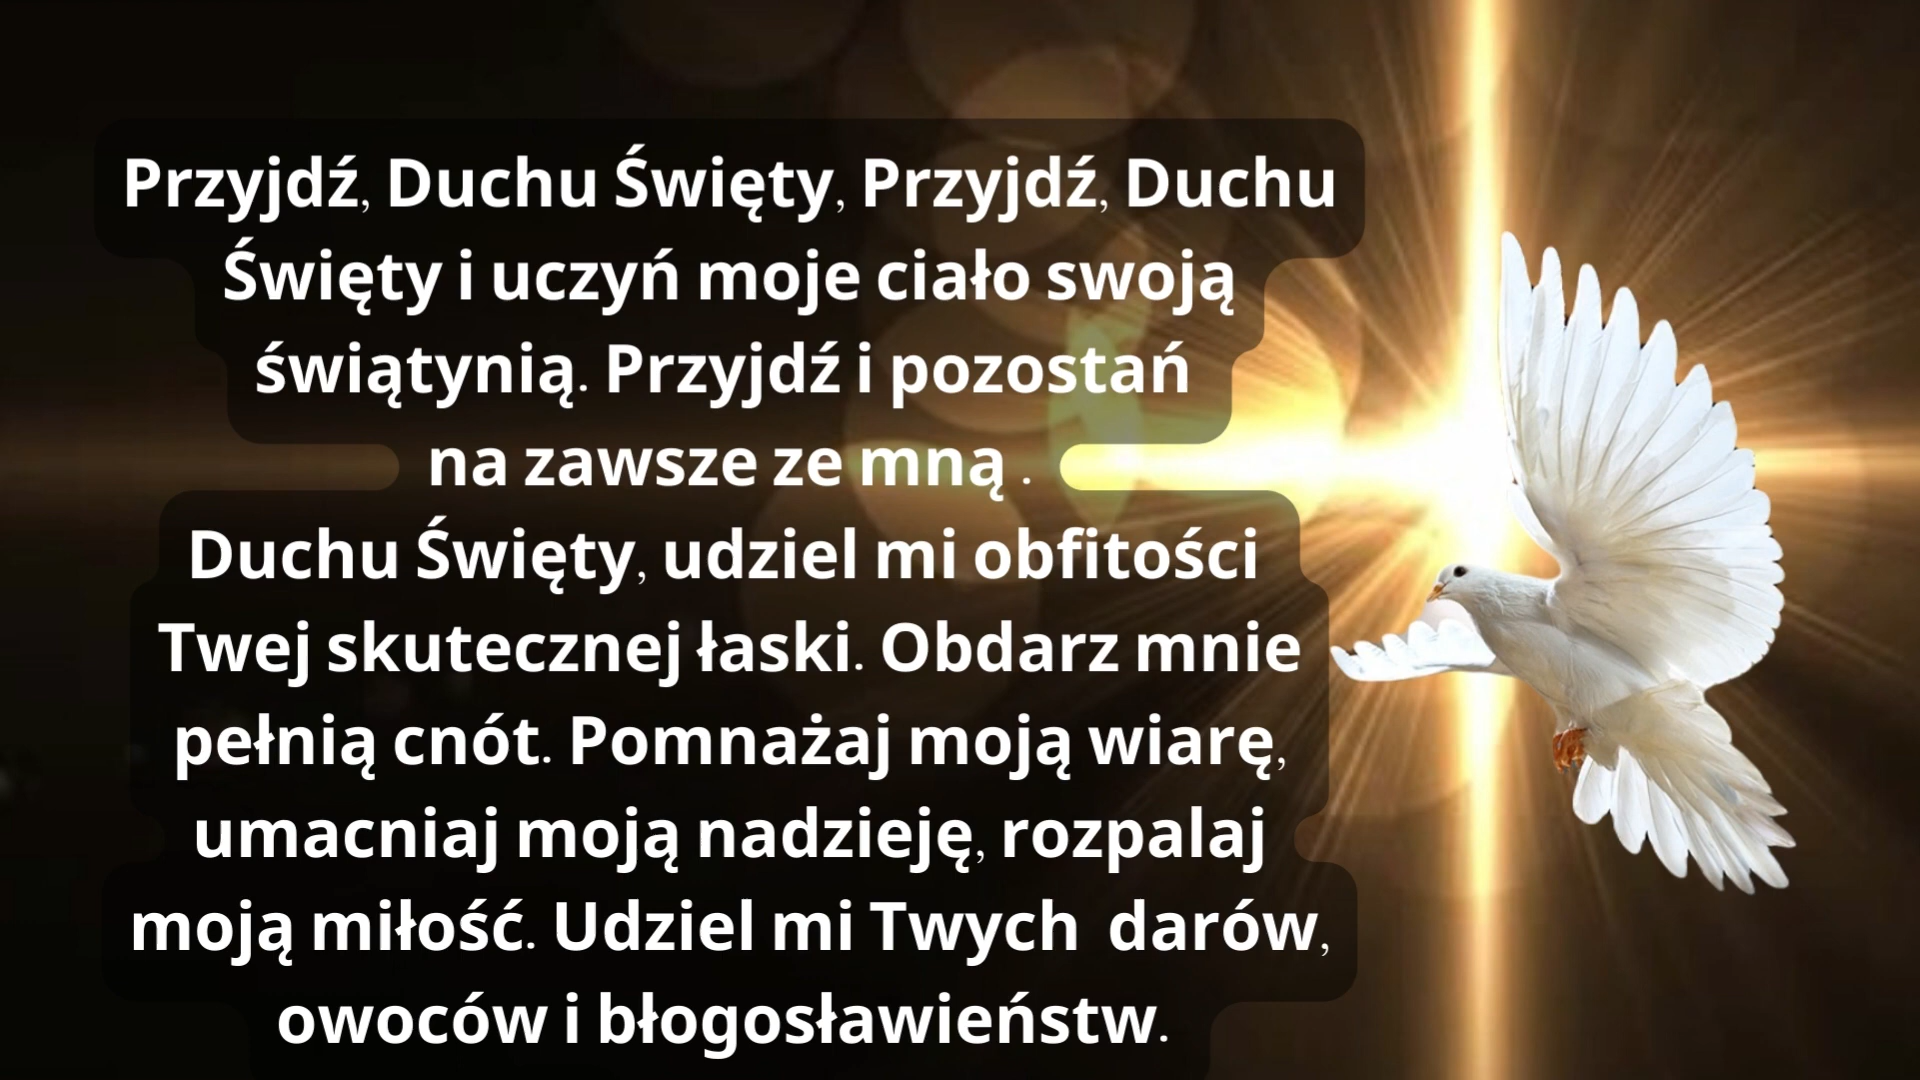 Przyjdź, Duchu Święty, Przyjdź, Duchu
Święty i uczyń moje ciało swoją
świątynią. Przyjdź i pozostań
na zawsze ze mną .
Duchu Święty, udziel mi obfitości
Twej skutecznej łaski. Obdarz mnie
pełnią cnót. Pomnażaj moją wiarę,
umacniaj moją nadzieję, rozpalaj
moją miłość. Udziel mi Twych  darów,
owoców i błogosławieństw.